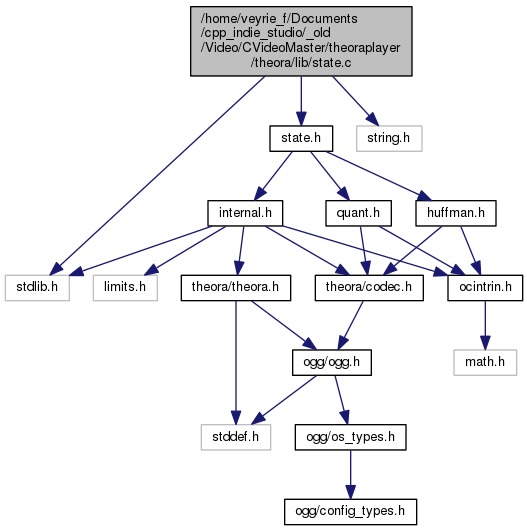 /home/veyrie_f/Documents
/cpp_indie_studio/_old
/Video/CVideoMaster/theoraplayer
/theora/lib/state.c
state.h
string.h
internal.h
quant.h
huffman.h
stdlib.h
limits.h
theora/theora.h
theora/codec.h
ocintrin.h
ogg/ogg.h
math.h
stddef.h
ogg/os_types.h
ogg/config_types.h